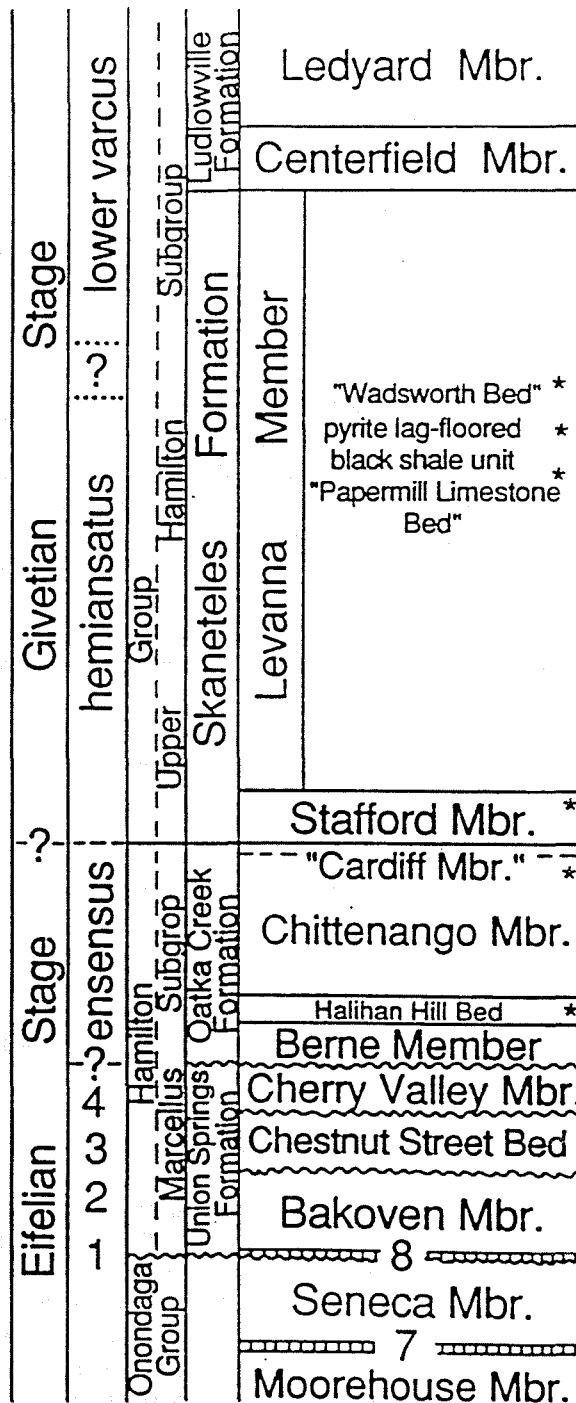 Givetian Stage
Eifelian Stage
?
lower varcus
?
hemiansatus
ensensus
?
4
3
2
1
Hamilton Group
Onondaga
Group
Upper Hamilton Subgroup
Marcellus Subgrop
Ludlowville
Formation
Skaneteles Formation
Oatka Creek
Formation
Union Springs
Formation
Ledyard Mbr.
Centerfield Mbr.
Levanna Member
"Wadsworth Bed" *
pyrite lag-floored *
black shale unit
"Papermill Limestone *
Bed"
Stafford Mbr. *
"Cardiff Mbr." *
Chittenango Mbr.
Halihan Hill Bed *
Berne Member
Cherry Valley Mbr.
Chestnut Street Bed
Bakoven Mbr.
8
Seneca Mbr.
7
Moorehouse Mbr.